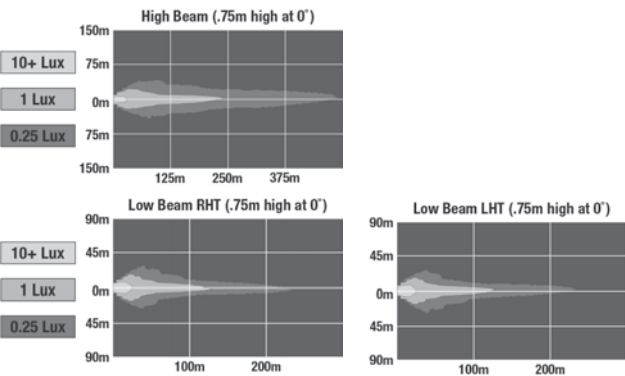 High Beam (.75m high at 0°)
150m
75m
0m
75m
150m
125m 250m 375m
10+ Lux
1 Lux
0.25 Lux
Low Beam RHT (.75m high at 0°)
90m
45m
0m
45m
90m
100m 200m
10+ Lux
1 Lux
0.25 Lux
Low Beam LHT (.75m high at 0°)
90m
45m
0m
45m
90m
100m 200m